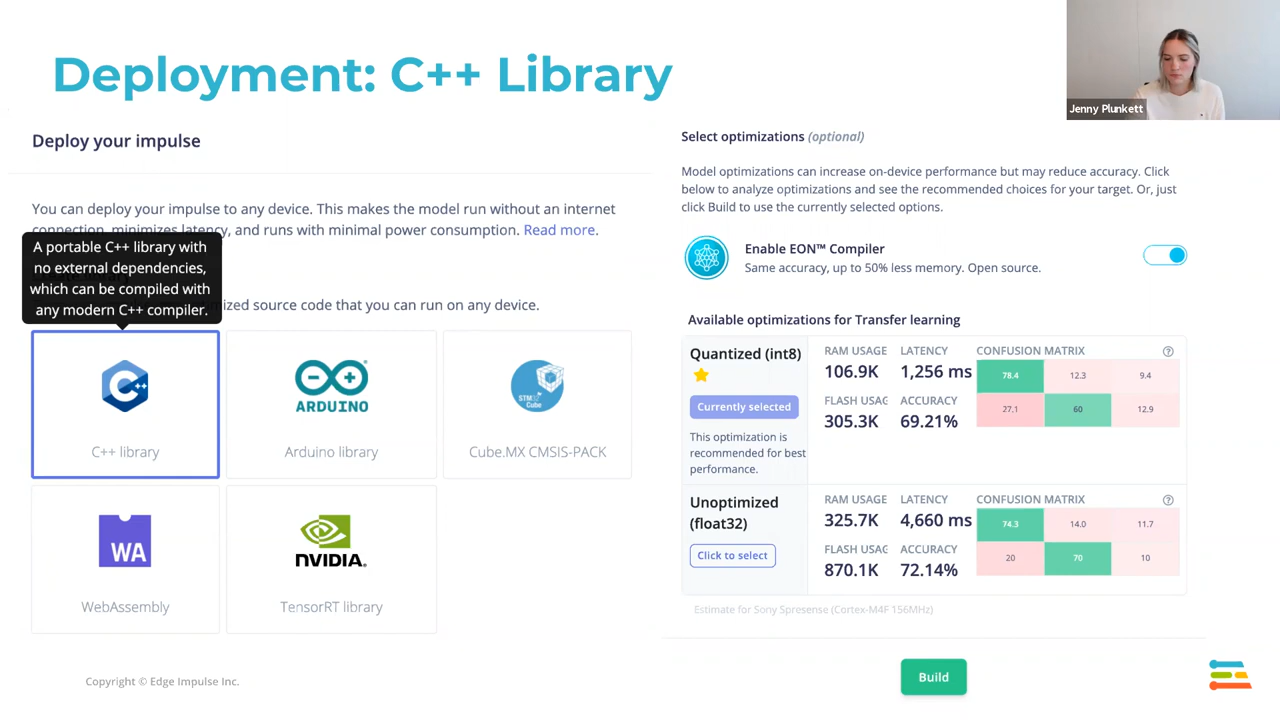 Deployment: C++ Library
Jenny Plunkett
Deploy your impulse
You can deploy your impulse to any device. This makes the model run without an internet
connection, minimizes latency, and runs with minimal power consumption. Read more.
A portable C++ library with
no external dependencies,
which can be compiled with
any modern C++ compiler.
source code that you can run on any device.
C++
C++ library
ARDUINO
Arduino library
STM32
Cube
Cube.MX CMSIS-PACK
WA
WebAssembly
NVIDIA.
TensorRT library
Select optimizations (optional)
Model optimizations can increase on-device performance but may reduce accuracy. Click
below to analyze optimizations and see the recommended choices for your target. Or, just
click Build to use the currently selected options.
Enable EON™ Compiler
Same accuracy, up to 50% less memory. Open source.
Available optimizations for Transfer learning
Quantized (int8)
Currently selected
This optimization is
recommended for best
performance.
RAM USAGE LATENCY CONFUSION MATRIX ?
106.9K 1,256 ms
FLASH USAG ACCURACY
305.3K 69.21%
78.4 12.3 9.4
27.1 60 12.9
Unoptimized
(float32)
Click to select
RAM USAGE LATENCY CONFUSION MATRIX ?
325.7K 4,660 ms
FLASH USAG ACCURACY
870.1K 72.14%
74.3 14.0 11.7
20 70 10
Estimate for Sony Spresense (Cortex-M4F 156MHz)
Build
Copyright © Edge Impulse Inc.